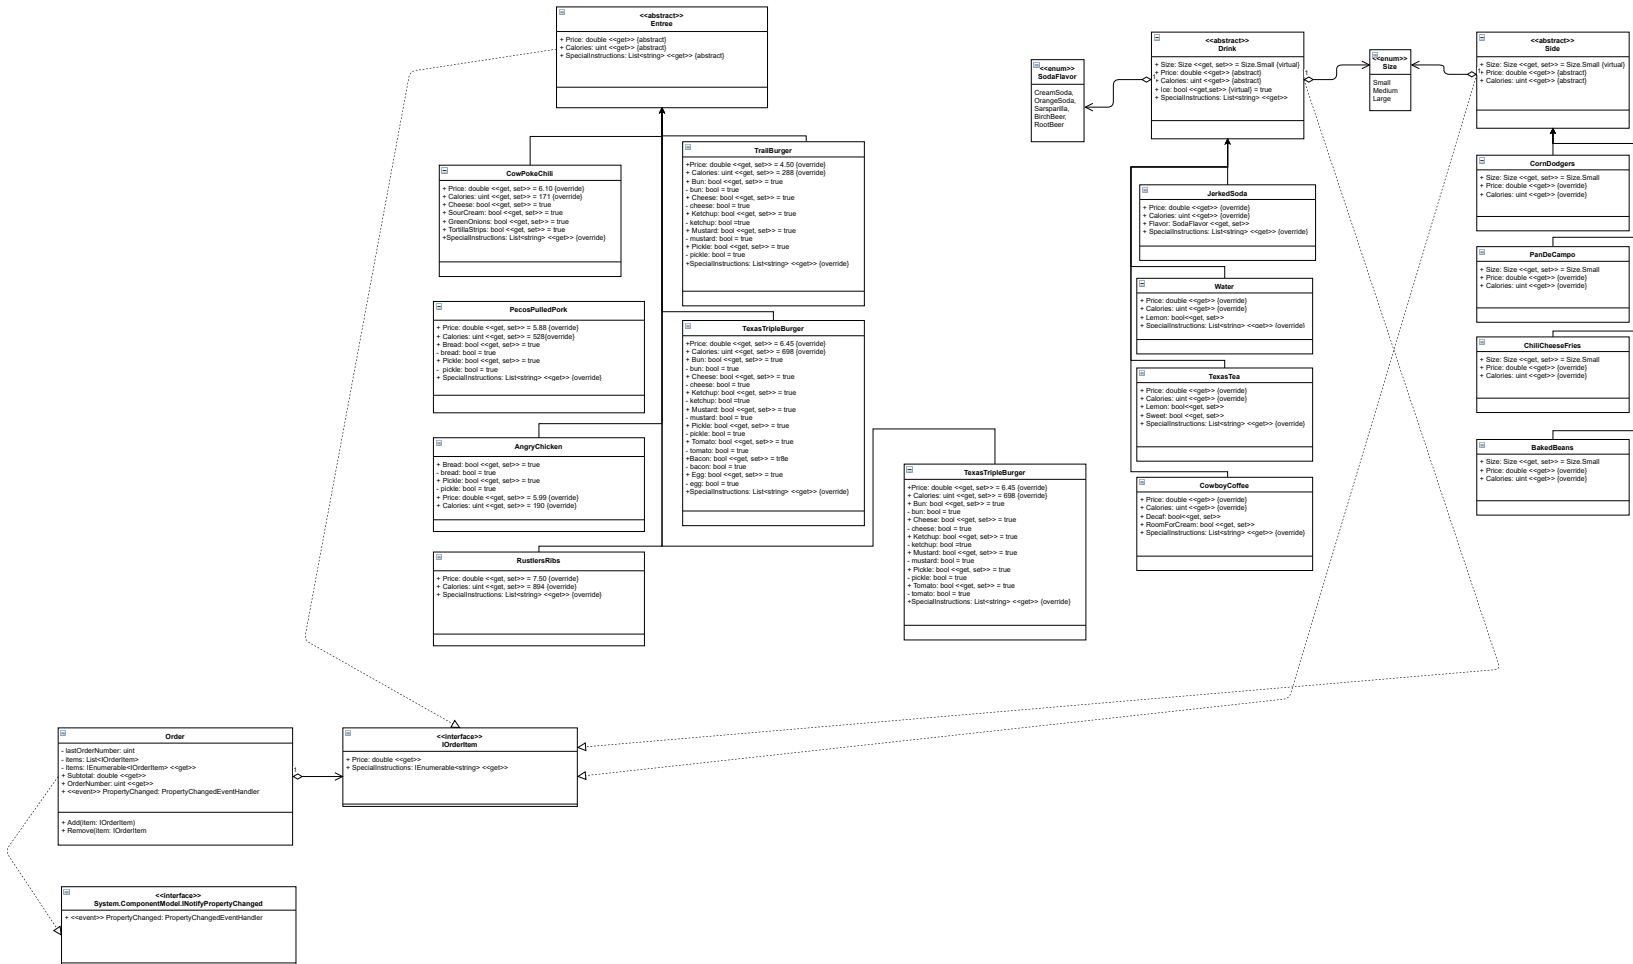 <<abstract>>
Entree
+ Price: double <<get>> {abstract}
+ Calories: uint <<get>> {abstract}
+ SpecialInstructions: List<string> <<get>> {abstract}
<<enum>>
SodaFlavor
CreamSoda,
OrangeSoda,
Sarsparilla,
BirchBeer,
RootBeer
<<abstract>>
Drink
+ Size: Size <<get, set>> = Size.Small {virtual}
+ Price: double <<get>> {abstract}
+ Calories: uint <<get>> {abstract}
+ Ice: bool <<get,set>> {virtual} = true
+ SpecialInstructions: List<string> <<get>>
1
<<enum>>
Size
Small
Medium
Large
<<abstract>>
Side
+ Size: Size <<get, set>> = Size.Small {virtual}
+ Price: double <<get>> {abstract}
+ Calories: uint <<get>> {abstract}
1
CowPokeChili
+ Price: double <<get, set>> = 6.10 {override}
+ Calories: uint <<get, set>> = 171 {override}
+ Cheese: bool <<get, set>> = true
+ SourCream: bool <<get, set>> = true
+ GreenOnions: bool <<get, set>> = true
+ TortillaStrips: bool <<get, set>> = true
+SpecialInstructions: List<string> <<get>> {override}
TrailBurger
+Price: double <<get, set>> = 4.50 {override}
+ Calories: uint <<get, set>> = 288 {override}
+ Bun: bool <<get, set>> = true
- bun: bool = true
+ Cheese: bool <<get, set>> = true
- cheese: bool = true
+ Ketchup: bool <<get, set>> = true
- ketchup: bool =true
+ Mustard: bool <<get, set>> = true
- mustard: bool = true
+ Pickle: bool <<get, set>> = true
- pickle: bool = true
+SpecialInstructions: List<string> <<get>> {override}
JerkedSoda
+ Price: double <<get>> {override}
+ Calories: uint <<get>> {override}
+ Flavor: SodaFlavor <<get, set>>
+ SpecialInstructions: List<string> <<get>> {override}
CornDodgers
+ Size: Size <<get, set>> = Size.Small
+ Price: double <<get>> {override}
+ Calories: uint <<get>> {override}
PecosPulledPork
+ Price: double <<get, set>> = 5.88 {override}
+ Calories: uint <<get, set>> = 528{override}
+ Bread: bool <<get, set>> = true
- bread: bool = true
+ Pickle: bool <<get, set>> = true
- pickle: bool = true
+ SpecialInstructions: List<string> <<get>> {override}
TexasTripleBurger
+Price: double <<get, set>> = 6.45 {override}
+ Calories: uint <<get, set>> = 698 {override}
+ Bun: bool <<get, set>> = true
- bun: bool = true
+ Cheese: bool <<get, set>> = true
- cheese: bool = true
+ Ketchup: bool <<get, set>> = true
- ketchup: bool =true
+ Mustard: bool <<get, set>> = true
- mustard: bool = true
+ Pickle: bool <<get, set>> = true
- pickle: bool = true
+ Tomato: bool <<get, set>> = true
- tomato: bool = true
+Bacon: bool <<get, set>> = tr8e
- bacon: bool = true
+ Egg: bool <<get, set>> = true
- egg: bool = true
+SpecialInstructions: List<string> <<get>> {override}
Water
+ Price: double <<get>> {override}
+ Calories: uint <<get>> {override}
+ Lemon: bool<<get, set>>
+ SpecialInstructions: List<string> <<get>> {override}
PanDeCampo
+ Size: Size <<get, set>> = Size.Small
+ Price: double <<get>> {override}
+ Calories: uint <<get>> {override}
TexasTea
+ Price: double <<get>> {override}
+ Calories: uint <<get>> {override}
+ Lemon: bool<<get, set>>
+ Sweet: bool <<get, set>>
+ SpecialInstructions: List<string> <<get>> {override}
ChiliCheeseFries
+ Size: Size <<get, set>> = Size.Small
+ Price: double <<get>> {override}
+ Calories: uint <<get>> {override}
AngryChicken
+ Bread: bool <<get, set>> = true
- bread: bool = true
+ Pickle: bool <<get, set>> = true
- pickle: bool = true
+ Price: double <<get, set>> = 5.99 {override}
+ Calories: uint <<get, set>> = 190 {override}
TexasTripleBurger
+Price: double <<get, set>> = 6.45 {override}
+ Calories: uint <<get, set>> = 698 {override}
+ Bun: bool <<get, set>> = true
- bun: bool = true
+ Cheese: bool <<get, set>> = true
- cheese: bool = true
+ Ketchup: bool <<get, set>> = true
- ketchup: bool =true
+ Mustard: bool <<get, set>> = true
- mustard: bool = true
+ Pickle: bool <<get, set>> = true
- pickle: bool = true
+ Tomato: bool <<get, set>> = true
- tomato: bool = true
+SpecialInstructions: List<string> <<get>> {override}
CowboyCoffee
+ Price: double <<get>> {override}
+ Calories: uint <<get>> {override}
+ Decaf: bool<<get, set>>
+ RoomForCream: bool <<get, set>>
+ SpecialInstructions: List<string> <<get>> {override}
BakedBeans
+ Size: Size <<get, set>> = Size.Small
+ Price: double <<get>> {override}
+ Calories: uint <<get>> {override}
RustlersRibs
+ Price: double <<get, set>> = 7.50 {override}
+ Calories: uint <<get, set>> = 894 {override}
+ SpecialInstructions: List<string> <<get>> {override}
Order
- lastOrderNumber: uint
- items: List<IOrderItem>
- Items: IEnumerable<IOrderItem> <<get>>
+ Subtotal: double <<get>>
+ OrderNumber: uint <<get>>
+ <<event>> PropertyChanged: PropertyChangedEventHandler
+ Add(item: IOrderItem)
+ Remove(item: IOrderItem
1
<<interface>>
IOrderItem
+ Price: double <<get>>
+ SpecialInstructions: IEnumerable<string> <<get>>
<<interface>>
System.ComponentModel.INotifyPropertyChanged
+ <<event>> PropertyChanged: PropertyChangedEventHandler